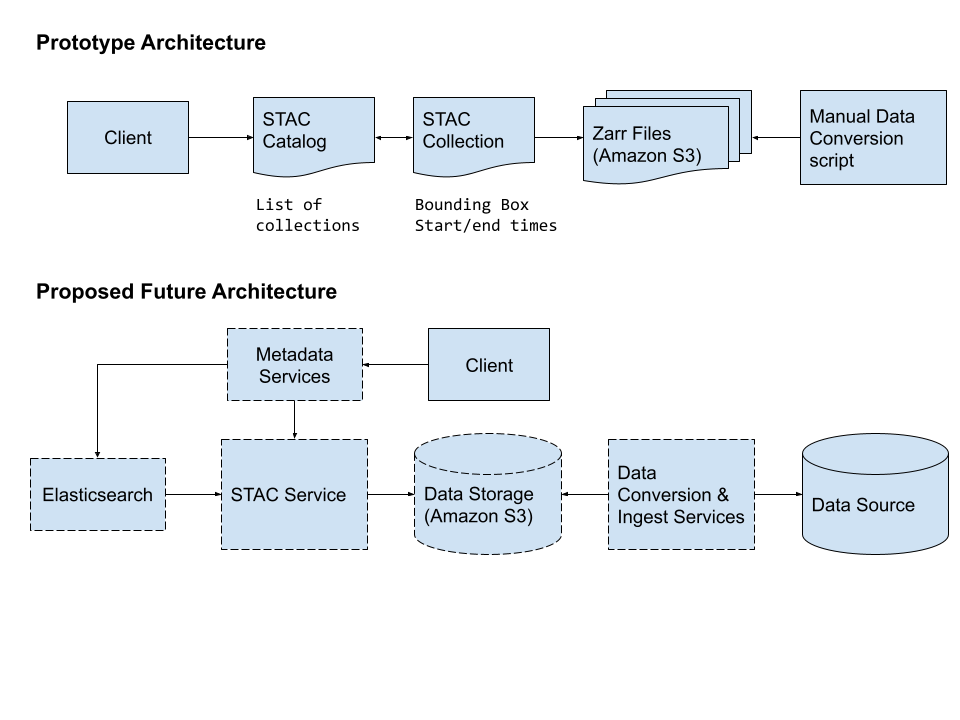 Prototype Architecture
Client
STAC
Catalog
STAC
Collection
Zarr Files
(Amazon S3)
Manual Data
Conversion
script
List of
collections
Bounding Box
Start/end times
Proposed Future Architecture
Metadata
Services
Client
Elasticsearch
STAC Service
Data Storage
(Amazon S3)
Data
Conversion &
Ingest Services
Data Source